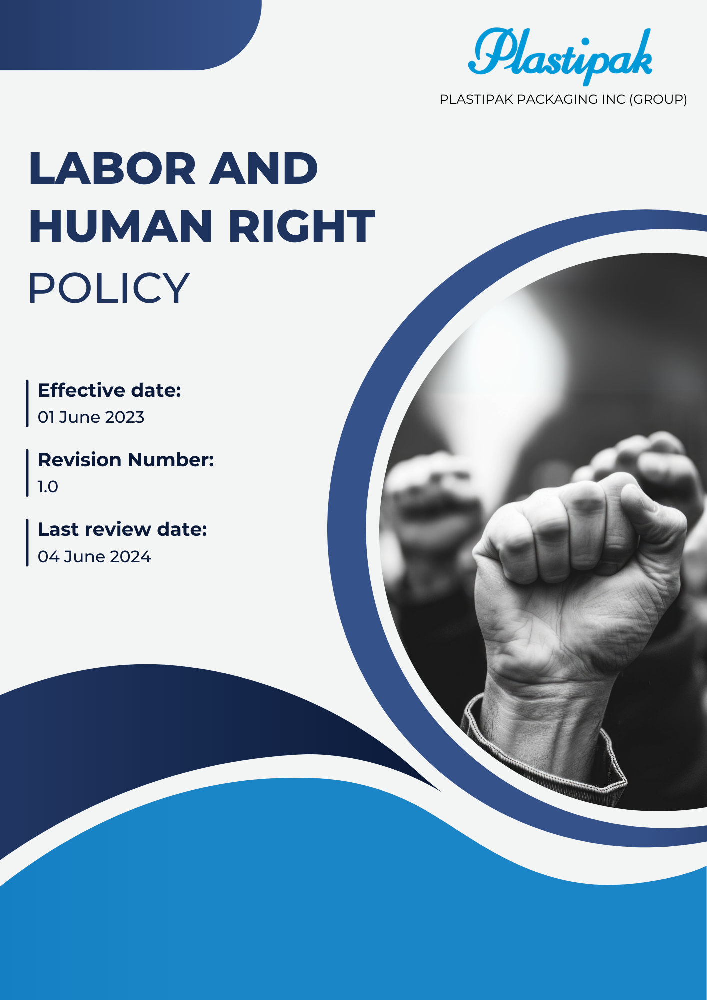 Plastipak
PLASTIPAK PACKAGING INC (GROUP)
LABOR AND
HUMAN RIGHT
POLICY
Effective date:
01 June 2023
Revision Number:
1.0
Last review date:
04 June 2024